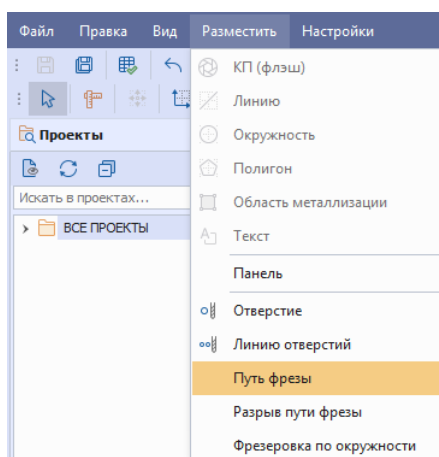 Файл Правка Вид Разместить Настройки
КП (флэш)
Линию
Окружность
Полигон
Область металлизации
Текст
Панель
Отверстие
Линию отверстий
Путь фрезы
Разрыв пути фрезы
Фрезеровка по окружности
Проекты
Искать в проектах...
ВСЕ ПРОЕКТЫ